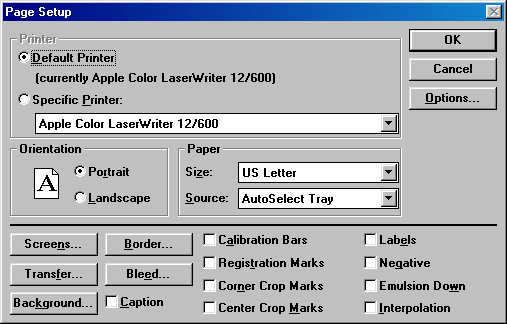 Page Setup
Printer
Default Printer
(currently Apple Color LaserWriter 12/600)
Specific Printer:
Apple Color LaserWriter 12/600
OK
Cancel
Options...
Orientation
A
Portrait
Landscape
Paper
Size: US Letter
Source: AutoSelect Tray
Screens... Border...
Transfer... Bleed...
Background... Caption
Calibration Bars Labels
Registration Marks Negative
Corner Crop Marks Emulsion Down
Center Crop Marks Interpolation